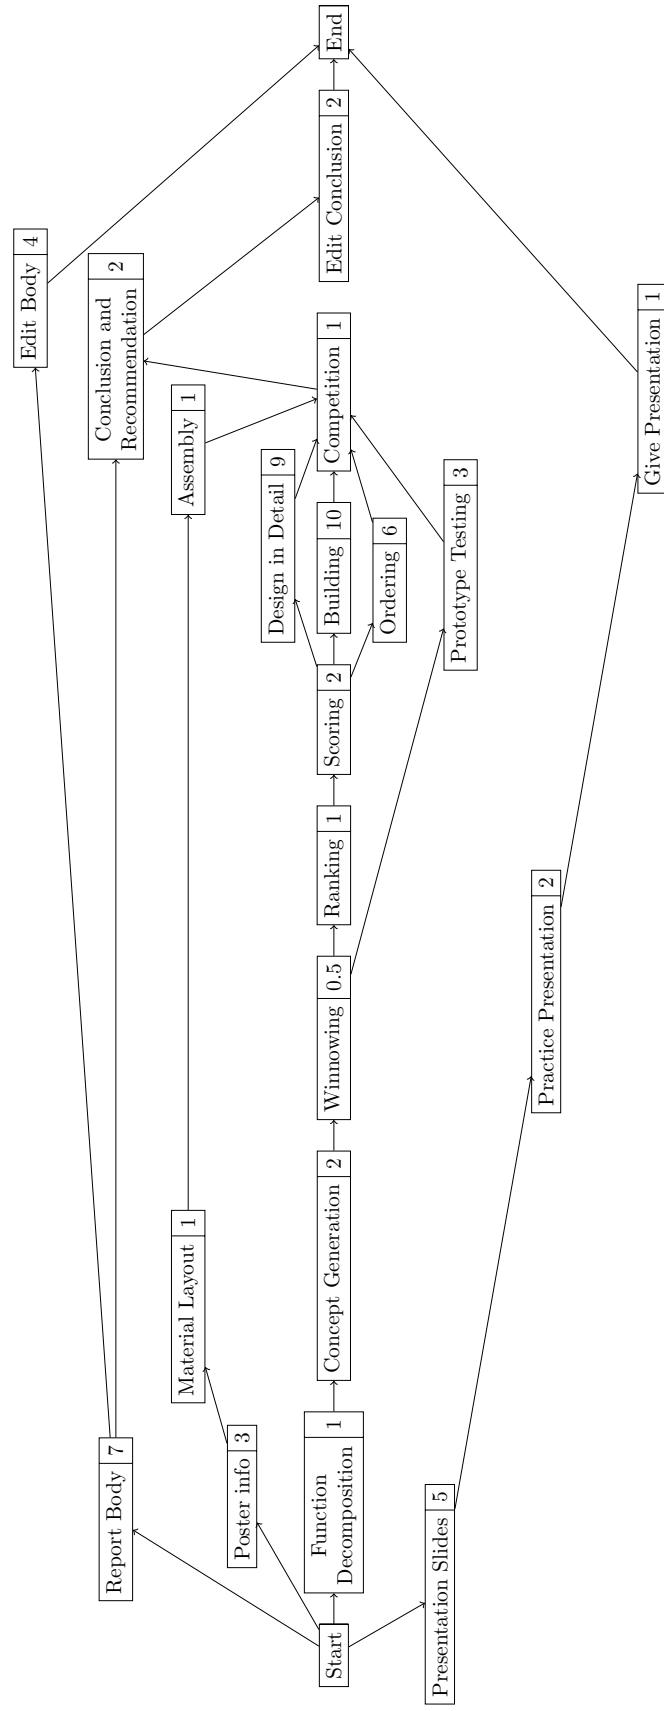 Start
Report Body 7
Poster info 3
Function
Decomposition
1
Presentation Slides 5
Material Layout 1
Concept Generation 2
Winnowing 0.5
Practice Presentation 2
Ranking 1
Scoring 2
Design in Detail 9
Building 10
Ordering 6
Prototype Testing 3
Assembly 1
Competition 1
Conclusion and
Recommendation
2
Edit Body 4
Edit Conclusion 2
Give Presentation 1
End